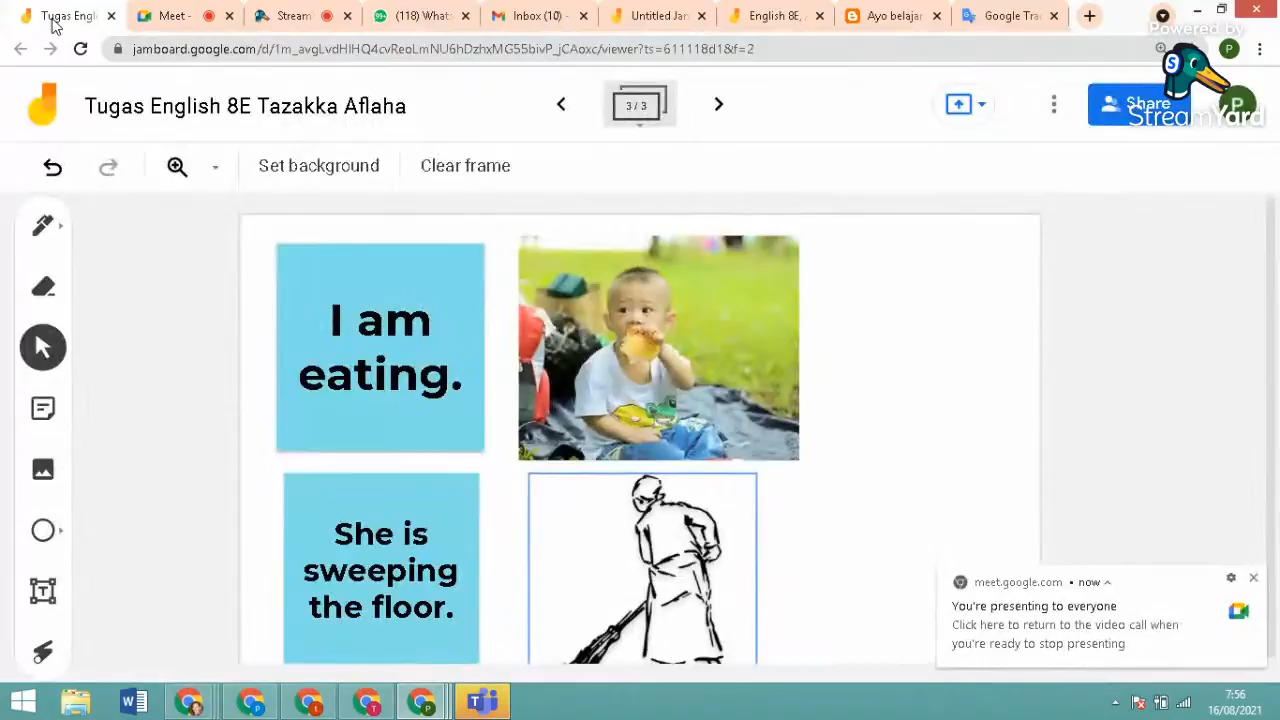 Tugas Engl
Meet -
Stream
(118) What
Inbox (10) -
Untitled Jan
English 8E,
Ayo belajar
Google Tra
Powered by
jamboard.google.com/d/1m_avgLvdHIHQ4cvReoLmNU6hDzhxMG55bivP_jCAoxc/viewer?ts=611118d1&f=2
P
Tugas English 8E Tazakka Aflaha
3 / 3
Share
P
StreamYard
Set background
Clear frame
I am
eating.
She is
sweeping
the floor.
meet.google.com • now
You're presenting to everyone
Click here to return to the video call when
you're ready to stop presenting
7:56
16/08/2021